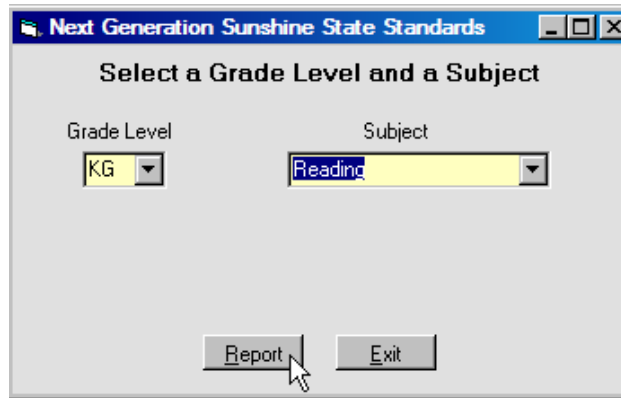 Next Generation Sunshine State Standards
Select a Grade Level and a Subject
Grade Level Subject
KG Reading
Report Exit